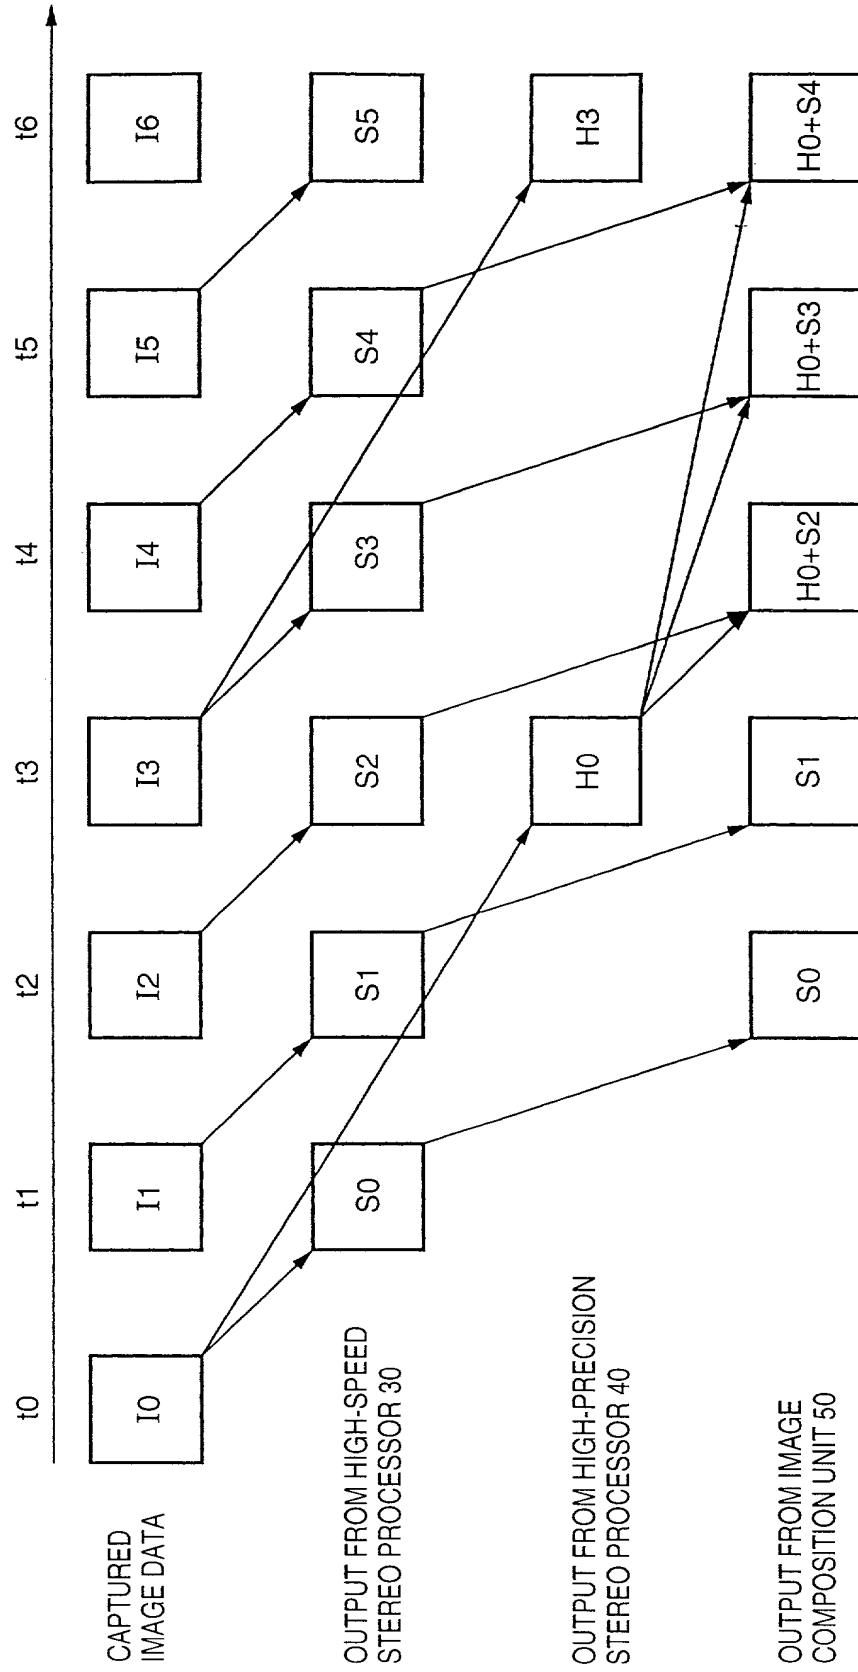 t0 t1 t2 t3 t4 t5 t6
CAPTURED
IMAGE DATA
I0 I1 I2 I3 I4 I5 I6
OUTPUT FROM HIGH-SPEED
STEREO PROCESSOR 30
S0 S1 S2 S3 S4 S5
OUTPUT FROM HIGH-PRECISION
STEREO PROCESSOR 40
H0 H3
OUTPUT FROM IMAGE
COMPOSITION UNIT 50
S0 S1 H0+S2 H0+S3 H0+S4